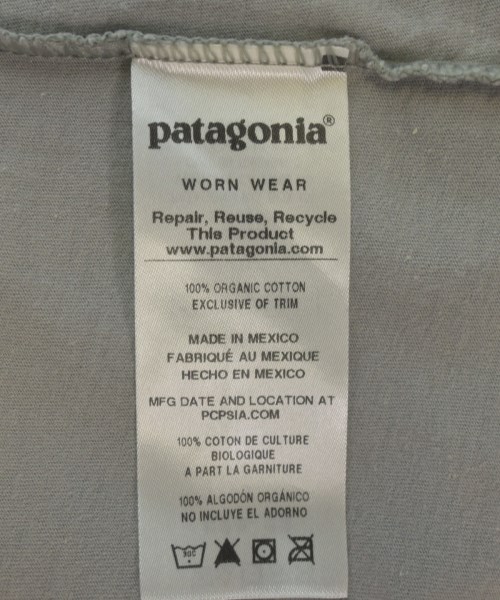 patagonia®
WORN WEAR
Repair, Reuse, Recycle
This Product
www.patagonia.com
100% ORGANIC COTTON
EXCLUSIVE OF TRIM
MADE IN MEXICO
FABRIQUÉ AU MEXIQUE
HECHO EN MEXICO
MFG DATE AND LOCATION AT
PCPSIA.COM
100% COTON DE CULTURE
BIOLOGIQUE
A PART LA GARNITURE
100% ALGODÓN ORGÁNICO
NO INCLUYE EL ADORNO
30C